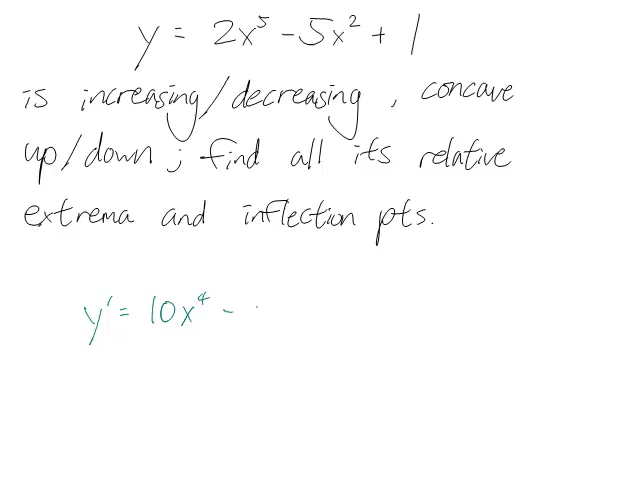 y = 2x⁵ - 5x² + 1
is increasing/decreasing, concave
up/down; find all its relative
extrema and inflection pts.
y' = 10x⁴ -